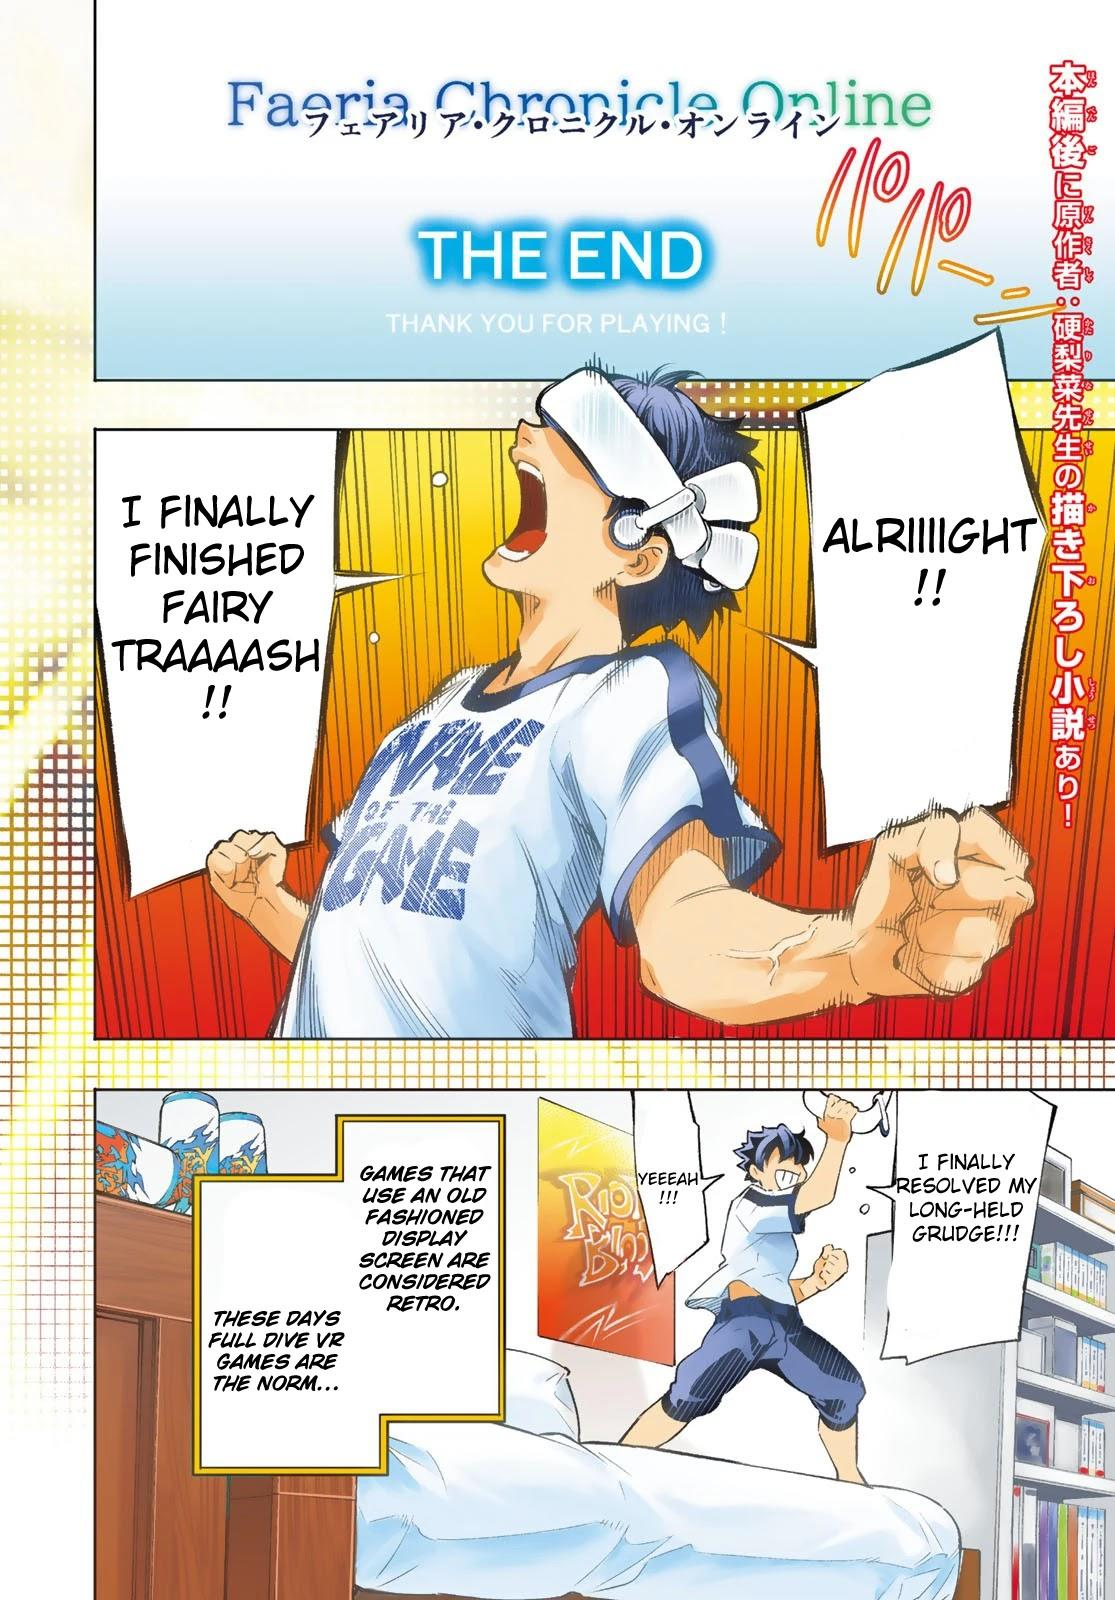 Faeria Chronicle Online
フェアリア・クロニクル・オンライン
パパパーン
THE END
THANK YOU FOR PLAYING！
本編後に原作者：硬梨菜先生の描き下ろし小説あり！
ALRIIIIGHT
!!
I FINALLY
FINISHED
FAIRY
TRAAAASH
!!
NAME
OF THE
GAME
I FINALLY
RESOLVED MY
LONG-HELD
GRUDGE!!!
YEEEAH
!!!
GAMES THAT
USE AN OLD
FASHIONED
DISPLAY
SCREEN ARE
CONSIDERED
RETRO.
THESE DAYS
FULL DIVE VR
GAMES ARE
THE NORM...